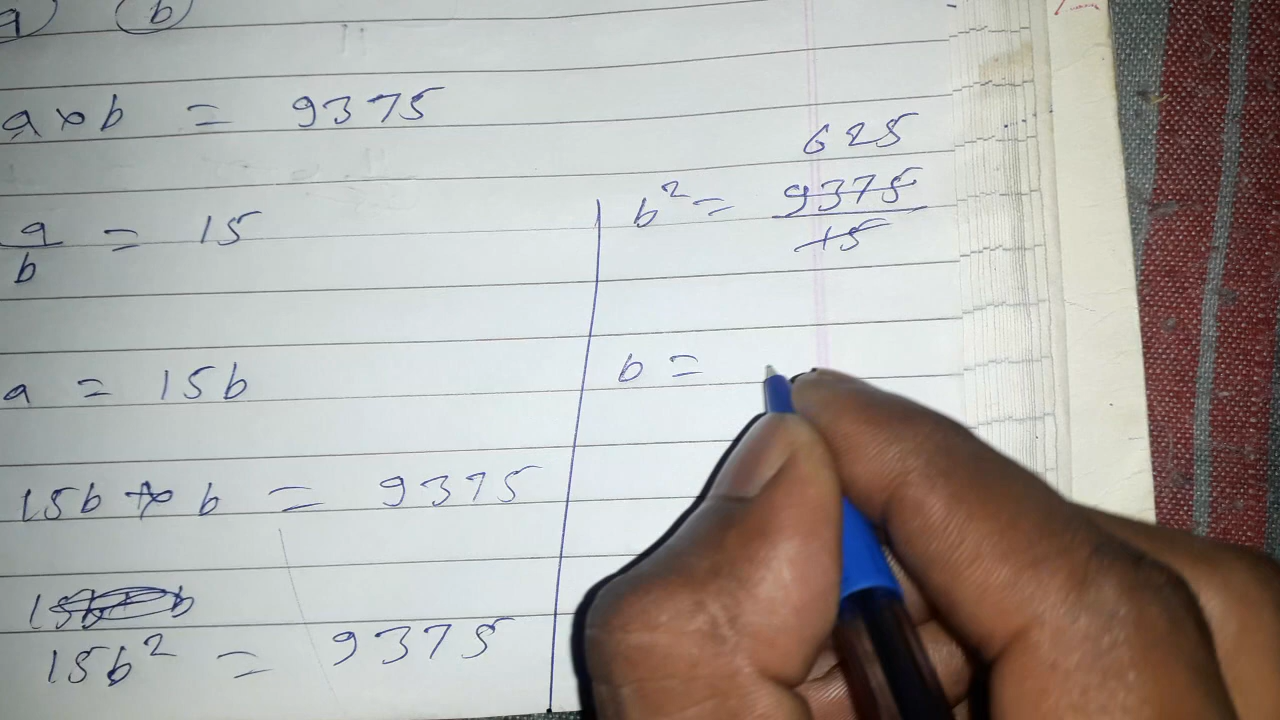 a b
a × b = 9375
a/b = 15
a = 15b
15b × b = 9375
15b² = 9375
625
b² = 9375/15
b =